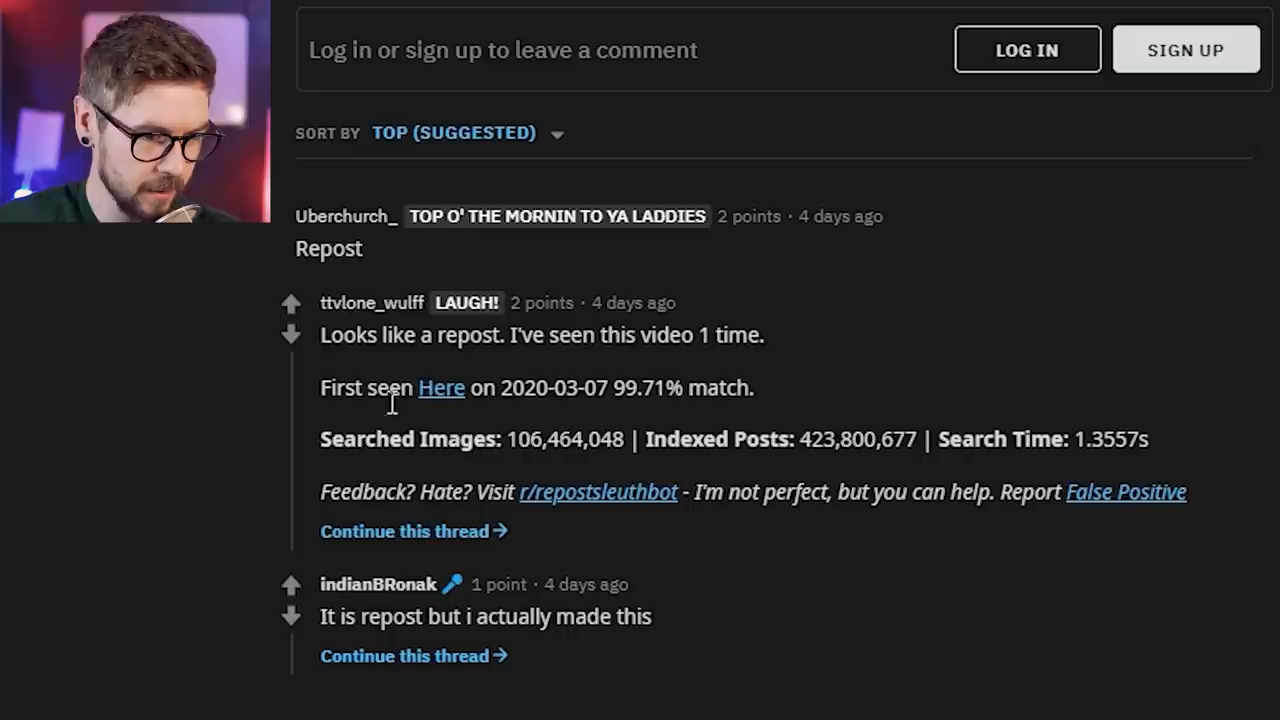 Log in or sign up to leave a comment
LOG IN
SIGN UP
SORT BY TOP (SUGGESTED)
Uberchurch_ TOP O' THE MORNIN TO YA LADDIES 2 points · 4 days ago
Repost
ttvlone_wulff LAUGH! 2 points · 4 days ago
Looks like a repost. I've seen this video 1 time.
First seen Here on 2020-03-07 99.71% match.
Searched Images: 106,464,048 | Indexed Posts: 423,800,677 | Search Time: 1.3557s
Feedback? Hate? Visit r/repostsleuthbot - I'm not perfect, but you can help. Report False Positive
Continue this thread →
indianBRonak 🎤 1 point · 4 days ago
It is repost but i actually made this
Continue this thread →